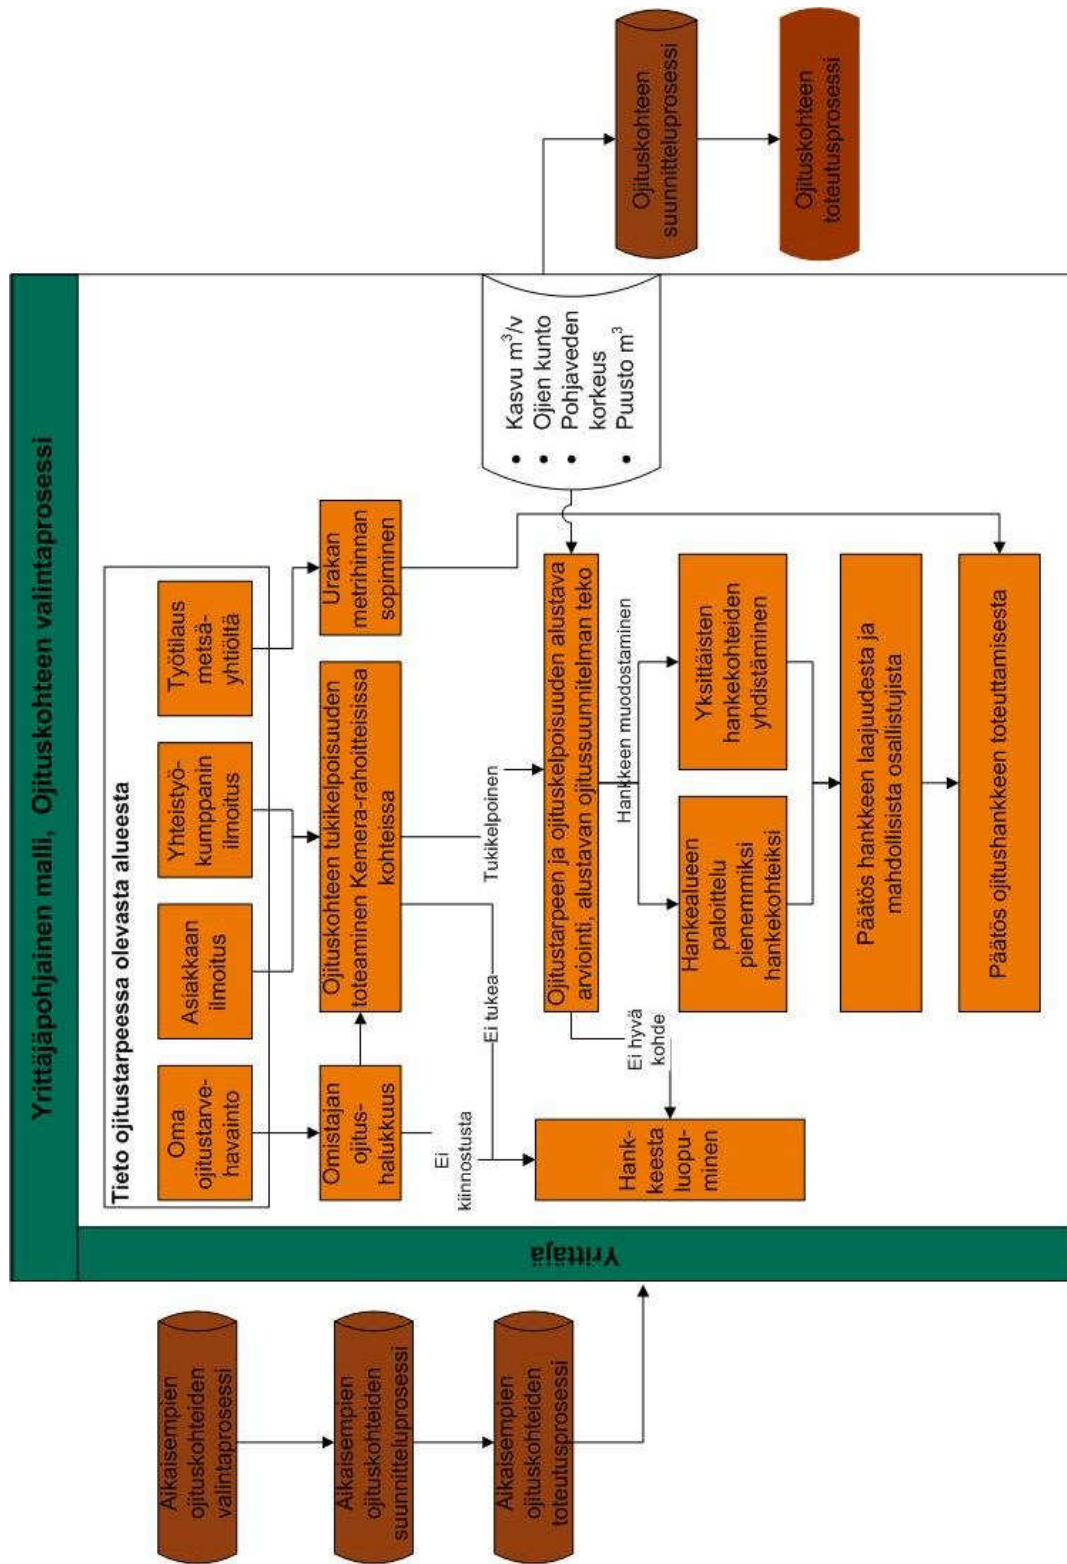 Yrittäjäpohjainen malli, Ojituskohteen valintaprosessi
Yrittäjä
Aikaisempien
ojituskohteiden
valintaprosessi
Aikaisempien
ojituskohteiden
suunnitteluprosessi
Aikaisempien
ojituskohteiden
toteutusprosessi
Tieto ojitustarpeessa olevasta alueesta
Oma
ojitustarve-
havainto
Asiakkaan
ilmoitus
Yhteistyö-
kumppanin
ilmoitus
Työtilaus
metsä-
yhtiöltä
Omistajan
ojitus-
halukkuus
Ojituskohteen tukikelpoisuuden
toteaminen Kemera-rahoitteisissa
kohteissa
Urakan
metrihinnan
sopiminen
Ei
kiinnostusta
Ei tukea
Tukikelpoinen
Hank-
keesta
luopu-
minen
Ei hyvä
kohde
Ojitustarpeen ja ojituskelpoisuuden alustava
arviointi, alustavan ojitussuunnitelman teko
Hankkeen muodostaminen
Hankealueen
paloittelu
pienemmiksi
hankekohteiksi
Yksittäisten
hankekohteiden
yhdistäminen
Päätös hankkeen laajuudesta ja
mahdollisista osallistujista
Päätös ojitushankkeen toteuttamisesta
• Kasvu m³/v
• Ojien kunto
• Pohjaveden
korkeus
• Puusto m³
Ojituskohteen
suunnitteluprosessi
Ojituskohteen
toteutusprosessi